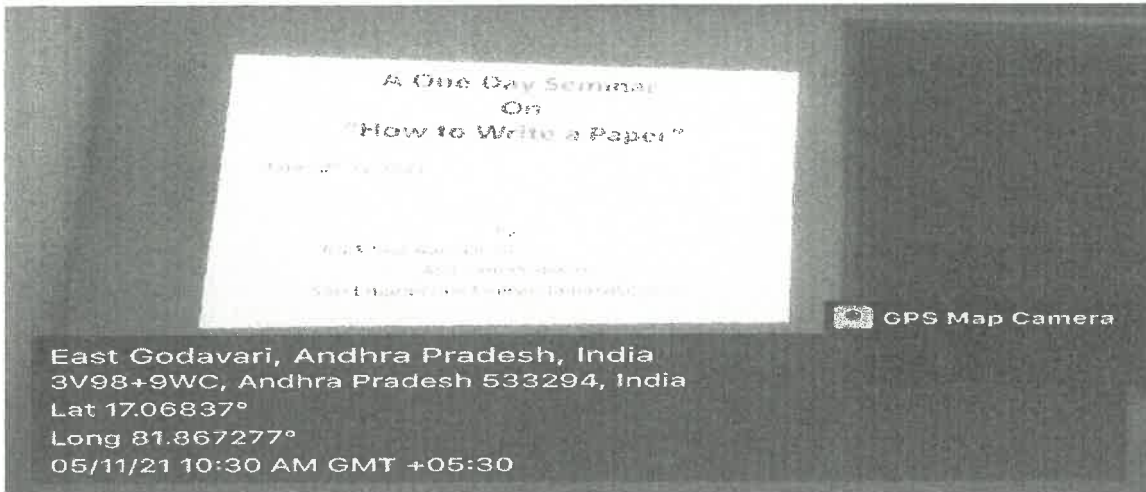 A One Day Seminar
On
"How to Write a Paper"
GPS Map Camera
East Godavari, Andhra Pradesh, India
3V98+9WC, Andhra Pradesh 533294, India
Lat 17.06837°
Long 81.867277°
05/11/21 10:30 AM GMT +05:30